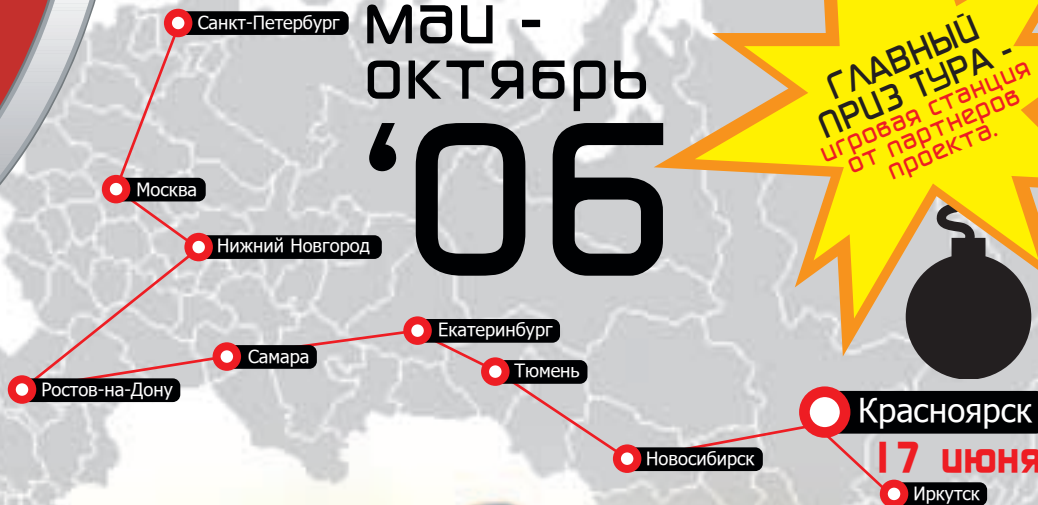 Санкт-Петербург
май -
октябрь
‘06
ГЛАВНЫЙ
ПРИЗ ТУРА -
игровая станция
от партнеров
проекта.
Москва
Нижний Новгород
Екатеринбург
Самара
Тюмень
Ростов-на-Дону
Красноярск
17 июня
Новосибирск
Иркутск